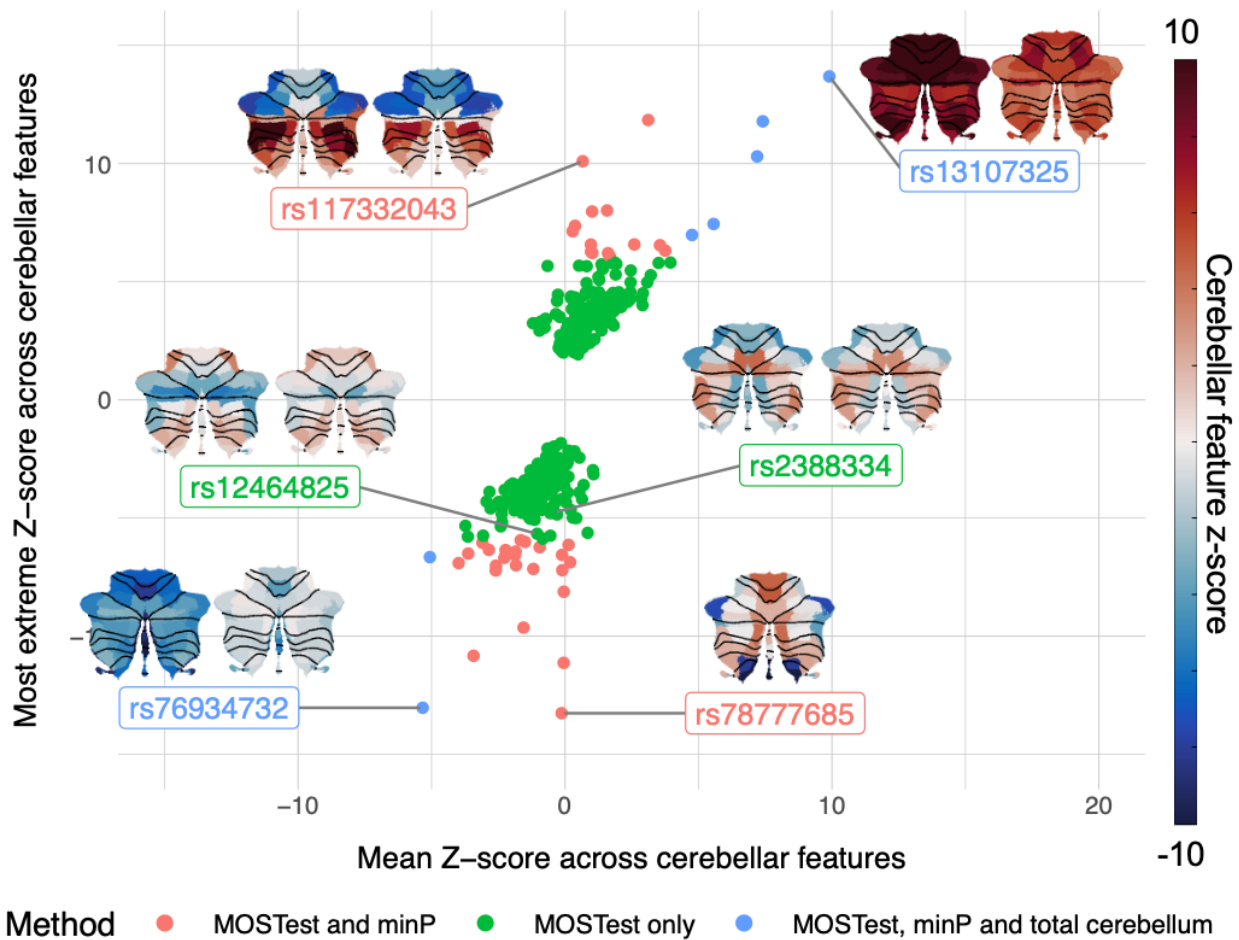 10
Most extreme Z−score across cerebellar features
10
0
rs117332043
rs13107325
rs12464825
rs2388334
rs76934732
rs78777685
Cerebellar feature z-score
−10
0
10
20
Mean Z−score across cerebellar features
-10
Method
MOSTest and minP
MOSTest only
MOSTest, minP and total cerebellum